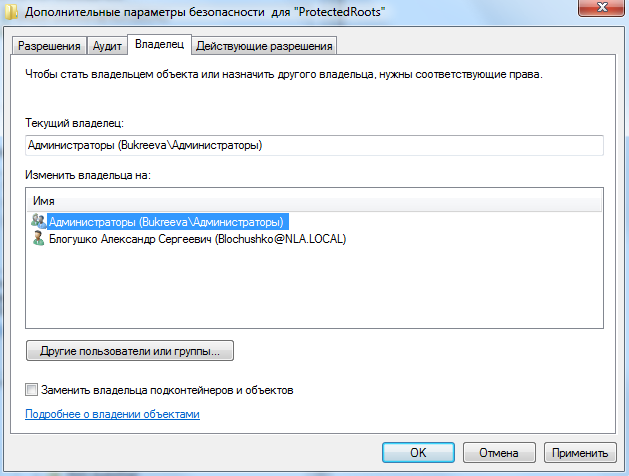 Дополнительные параметры безопасности для "ProtectedRoots"
Разрешения Аудит Владелец Действующие разрешения
Чтобы стать владельцем объекта или назначить другого владельца, нужны соответствующие права.
Текущий владелец:
Администраторы (Bukreeva\Администраторы)
Изменить владельца на:
Имя
Администраторы (Bukreeva\Администраторы)
Блогушко Александр Сергеевич (Blochushko@NLA.LOCAL)
Другие пользователи или группы...
Заменить владельца подконтейнеров и объектов
Подробнее о владении объектами
OK Отмена Применить